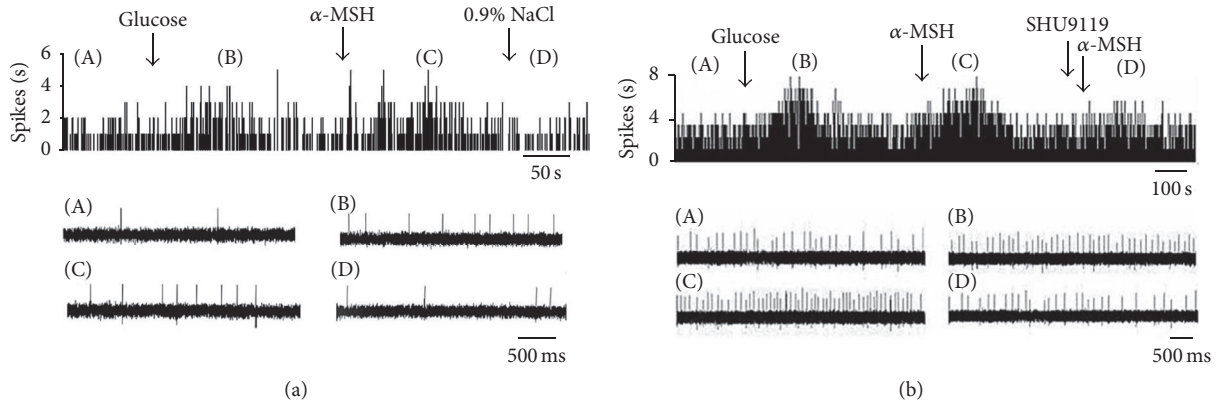 Glucose
α-MSH
0.9% NaCl
(A)
(B)
(C)
(D)
Spikes (s)
6
4
2
0
50 s
(A)
(B)
(C)
(D)
500 ms
(a)
Glucose
α-MSH
SHU9119
α-MSH
(A)
(B)
(C)
(D)
Spikes (s)
8
4
0
100 s
(A)
(B)
(C)
(D)
500 ms
(b)